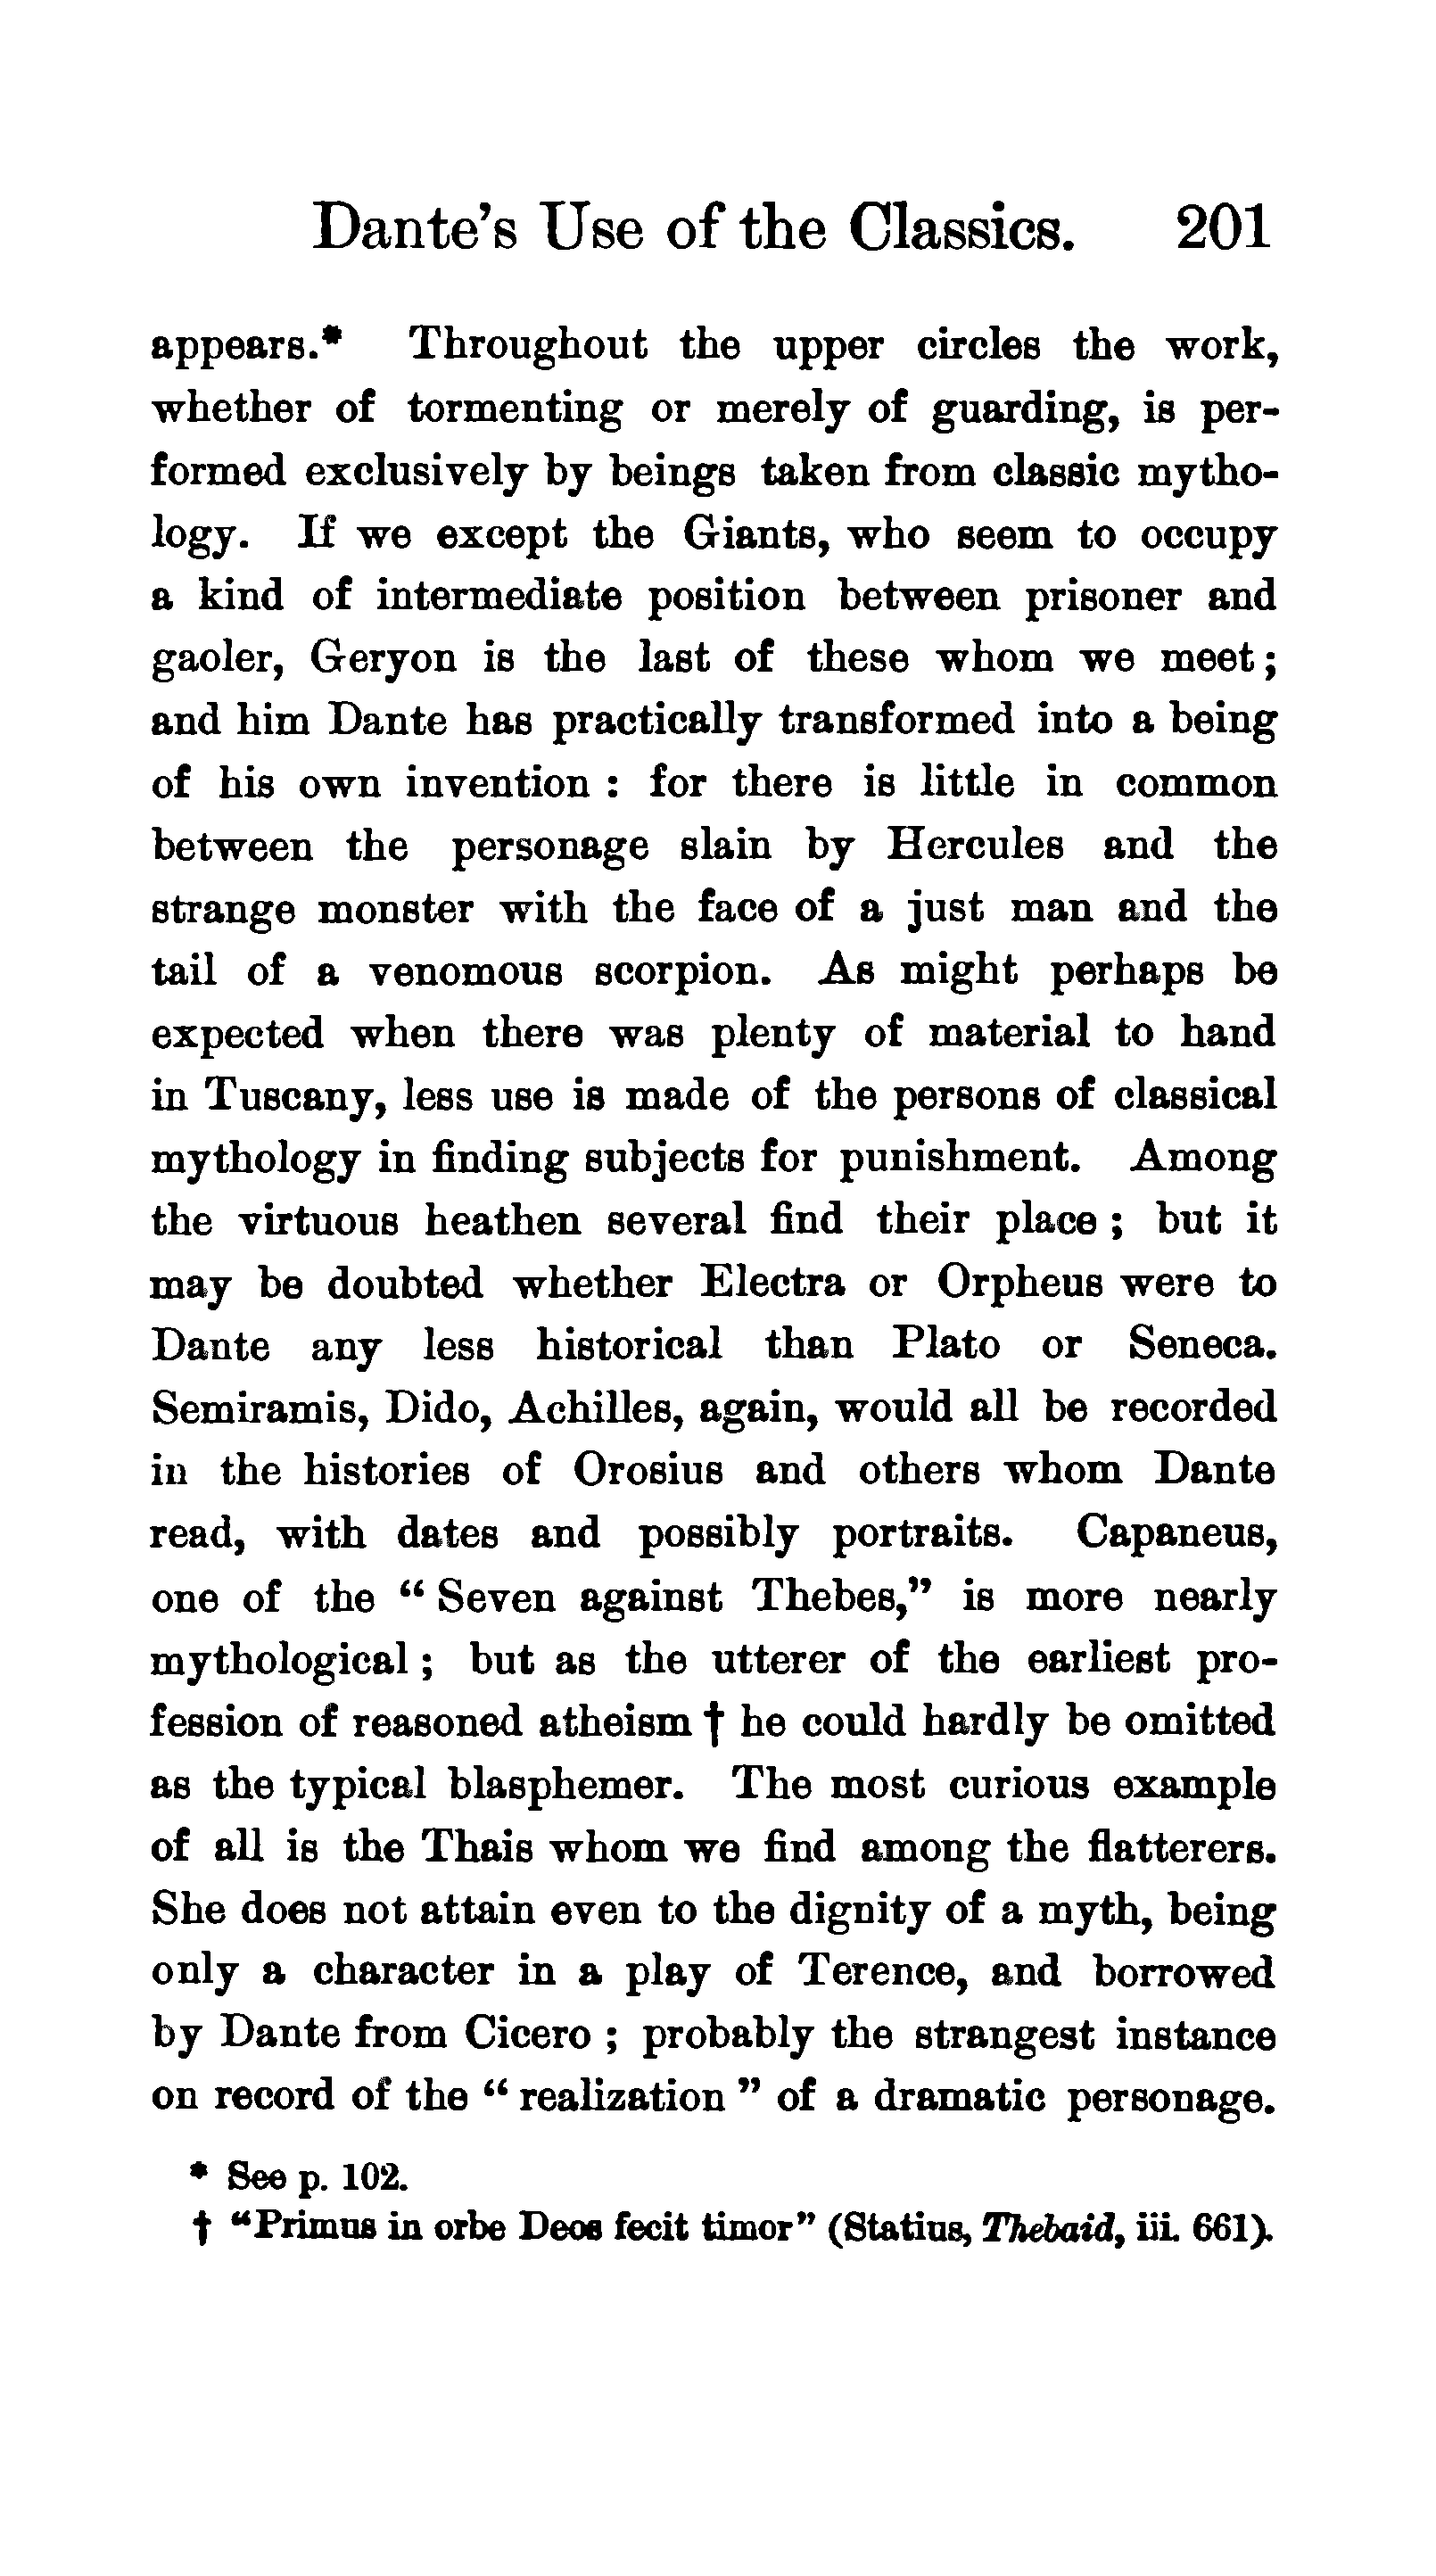 Dante's Use of the Classics. 201
appears.* Throughout the upper circles the work,
whether of tormenting or merely of guarding, is per-
formed exclusively by beings taken from classic mytho-
logy. If we except the Giants, who seem to occupy
a kind of intermediate position between prisoner and
gaoler, Geryon is the last of these whom we meet;
and him Dante has practically transformed into a being
of his own invention : for there is little in common
between the personage slain by Hercules and the
strange monster with the face of a just man and the
tail of a venomous scorpion. As might perhaps be
expected when there was plenty of material to hand
in Tuscany, less use is made of the persons of classical
mythology in finding subjects for punishment. Among
the virtuous heathen several find their place ; but it
may be doubted whether Electra or Orpheus were to
Dante any less historical than Plato or Seneca.
Semiramis, Dido, Achilles, again, would all be recorded
in the histories of Orosius and others whom Dante
read, with dates and possibly portraits. Capaneus,
one of the “ Seven against Thebes,” is more nearly
mythological ; but as the utterer of the earliest pro-
fession of reasoned atheism † he could hardly be omitted
as the typical blasphemer. The most curious example
of all is the Thais whom we find among the flatterers.
She does not attain even to the dignity of a myth, being
only a character in a play of Terence, and borrowed
by Dante from Cicero ; probably the strangest instance
on record of the “ realization ” of a dramatic personage.
* See p. 102.
† “Primus in orbe Deos fecit timor” (Statius, Thebaid, iii. 661).